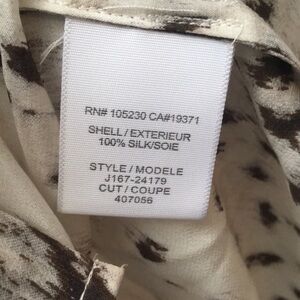 RN# 105230 CA#19371
SHELL / EXTERIEUR
100% SILK/SOIE
STYLE / MODELE
J167-24179
CUT / COUPE
407056